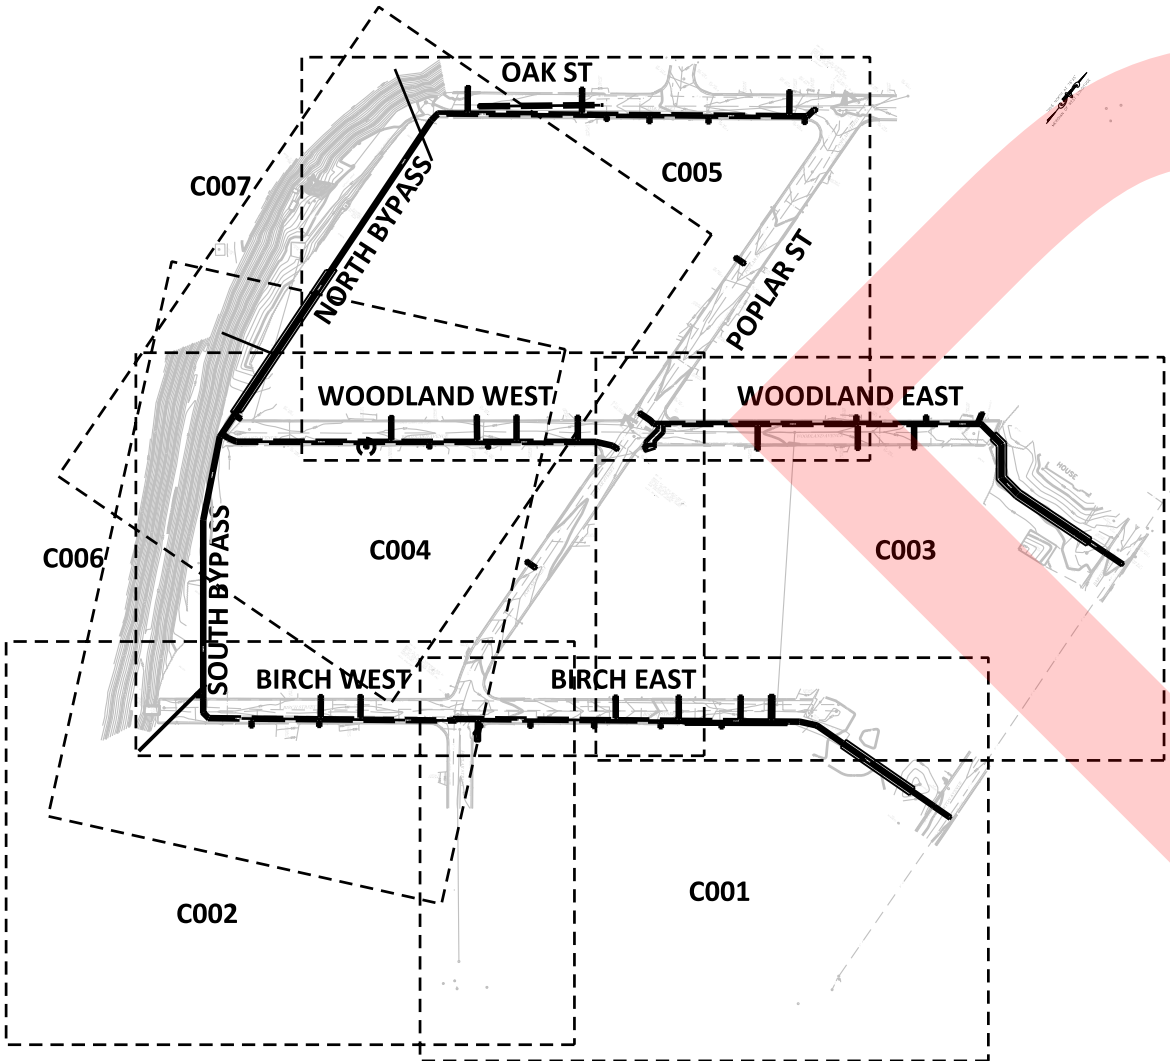 OAK ST
C005
C007
NORTH BYPASS
POPLAR ST
WOODLAND WEST
WOODLAND EAST
HOUSE
C004
C003
C006
SOUTH BYPASS
BIRCH WEST
BIRCH EAST
C001
C002